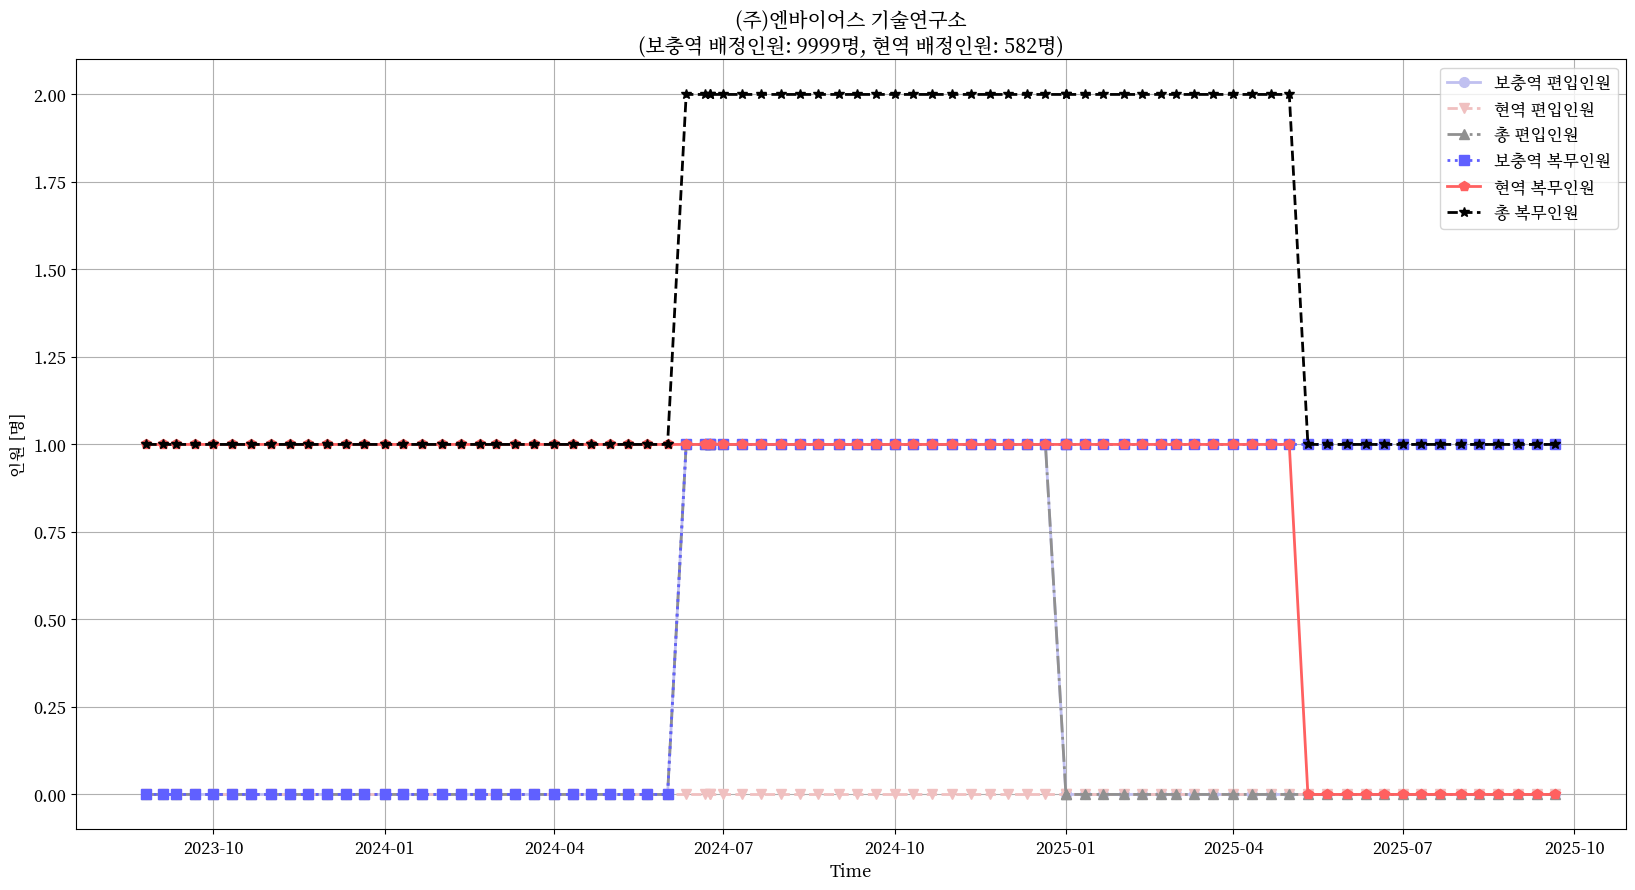 (주)엔바이어스 기술연구소
(보충역 배정인원: 9999명, 현역 배정인원: 582명)
보충역 편입인원
현역 편입인원
총 편입인원
보충역 복무인원
현역 복무인원
총 복무인원
2.00
1.75
1.50
1.25
1.00
0.75
0.50
0.25
0.00
인원 [명]
2023-10
2024-01
2024-04
2024-07
2024-10
2025-01
2025-04
2025-07
2025-10
Time